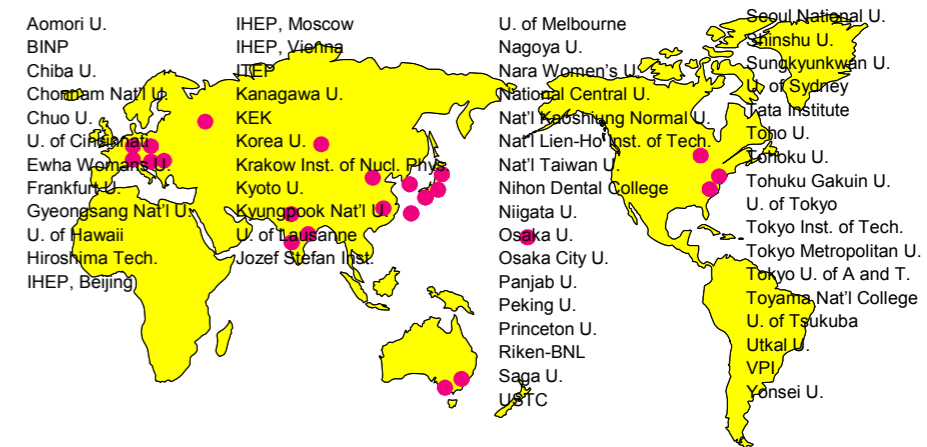 Aomori U.
BINP
Chiba U.
Chonnam Nat'l U.
Chuo U.
U. of Cincinnati
Ewha Womans U.
Frankfurt U.
Gyeongsang Nat'l U.
U. of Hawaii
Hiroshima Tech.
IHEP, Beijing
IHEP, Moscow
IHEP, Vienna
ITEP
Kanagawa U.
KEK
Korea U.
Krakow Inst. of Nucl. Phys.
Kyoto U.
Kyungpook Nat'l U.
U. of Lausanne
Jozef Stefan Inst.
U. of Melbourne
Nagoya U.
Nara Women's U.
National Central U.
Nat'l Kaoshiung Normal U.
Nat'l Lien-Ho Inst. of Tech.
Nat'l Taiwan U.
Nihon Dental College
Niigata U.
Osaka U.
Osaka City U.
Panjab U.
Peking U.
Princeton U.
Riken-BNL
Saga U.
USTC
Seoul National U.
Shinshu U.
Sungkyunkwan U.
U. of Sydney
Tata Institute
Toho U.
Tohoku U.
Tohuku Gakuin U.
U. of Tokyo
Tokyo Inst. of Tech.
Tokyo Metropolitan U.
Tokyo U. of A and T.
Toyama Nat'l College
U. of Tsukuba
Utkal U.
VPI
Yonsei U.